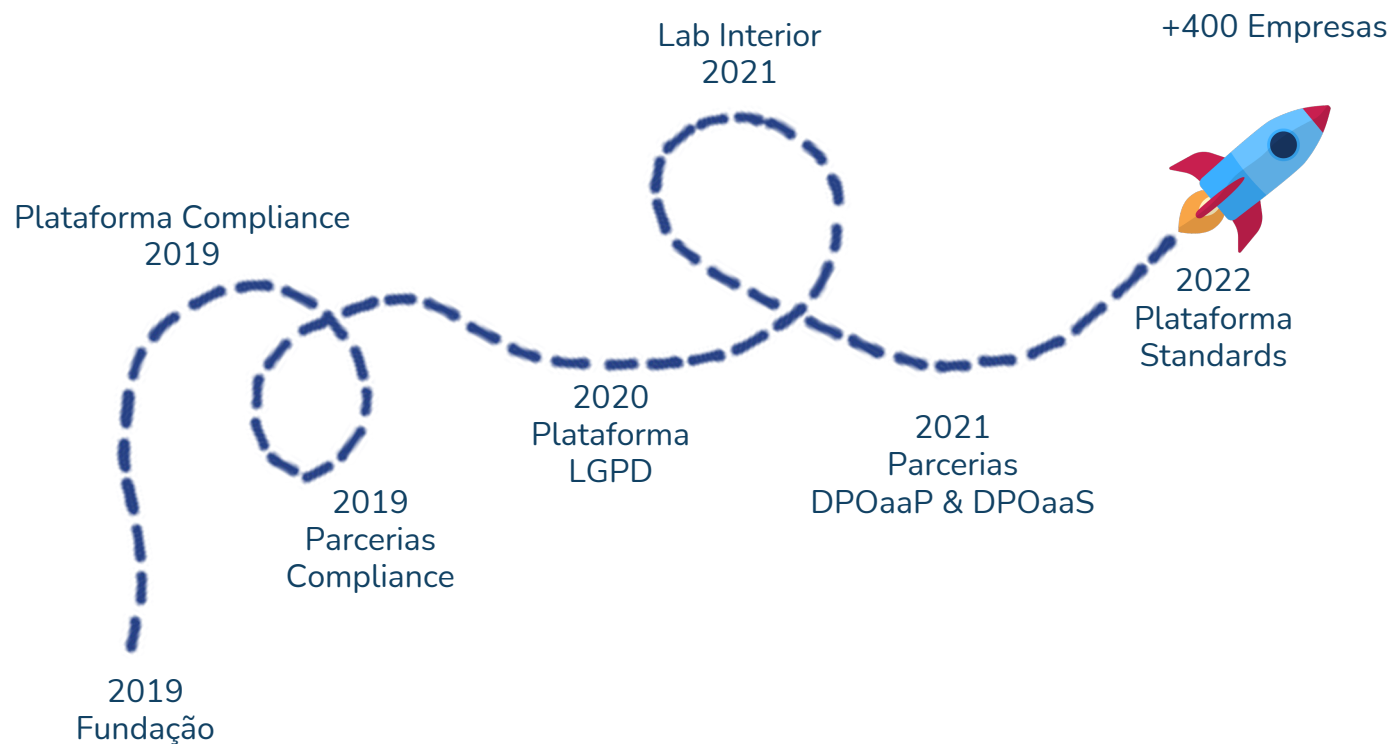 Lab Interior
2021
+400 Empresas
Plataforma Compliance
2019
2022
Plataforma
Standards
2020
Plataforma
LGPD
2021
Parcerias
DPOaaP & DPOaaS
2019
Parcerias
Compliance
2019
Fundação